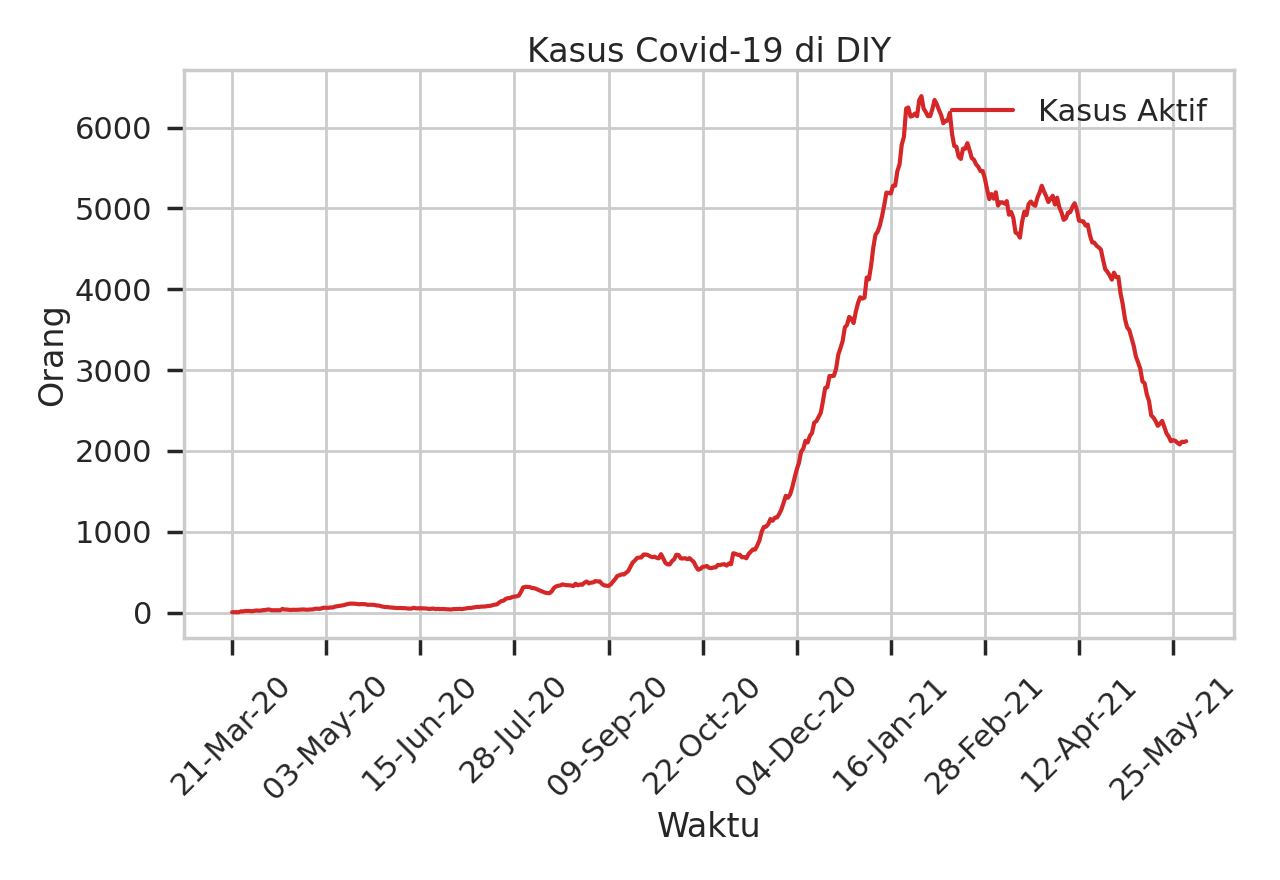 Kasus Covid-19 di DIY
Kasus Aktif
6000
5000
4000
3000
2000
1000
0
Orang
21-Mar-20
03-May-20
15-Jun-20
28-Jul-20
09-Sep-20
22-Oct-20
04-Dec-20
16-Jan-21
28-Feb-21
12-Apr-21
25-May-21
Waktu